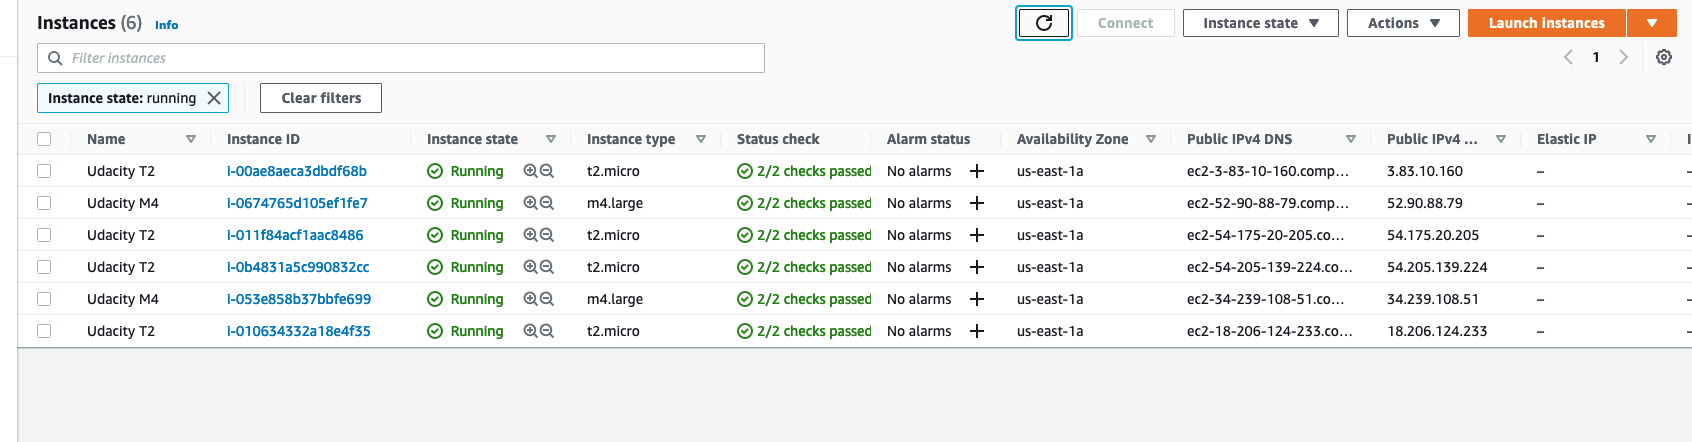 Instances (6) Info
Connect Instance state Actions Launch instances
Filter instances
1
Instance state: running Clear filters
Name Instance ID Instance state Instance type Status check Alarm status Availability Zone Public IPv4 DNS Public IPv4 ... Elastic IP
Udacity T2 i-00ae8aeca3dbdf68b Running t2.micro 2/2 checks passed No alarms us-east-1a ec2-3-83-10-160.comp... 3.83.10.160 –
Udacity M4 i-0674765d105ef1fe7 Running m4.large 2/2 checks passed No alarms us-east-1a ec2-52-90-88-79.comp... 52.90.88.79 –
Udacity T2 i-011f84acf1aac8486 Running t2.micro 2/2 checks passed No alarms us-east-1a ec2-54-175-20-205.co... 54.175.20.205 –
Udacity T2 i-0b4831a5c990832cc Running t2.micro 2/2 checks passed No alarms us-east-1a ec2-54-205-139-224.co... 54.205.139.224 –
Udacity M4 i-053e858b37bbfe699 Running m4.large 2/2 checks passed No alarms us-east-1a ec2-34-239-108-51.co... 34.239.108.51 –
Udacity T2 i-010634332a18e4f35 Running t2.micro 2/2 checks passed No alarms us-east-1a ec2-18-206-124-233.co... 18.206.124.233 –